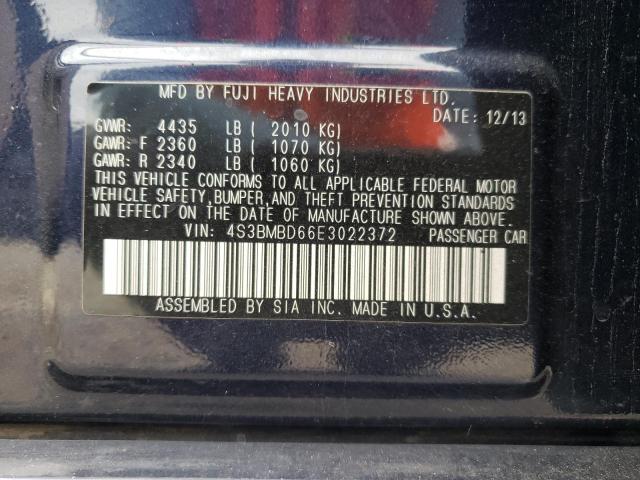 MFD BY FUJI HEAVY INDUSTRIES LTD.
DATE: 12/13
GVWR: 4435 LB ( 2010 KG)
GAWR: F 2360 LB ( 1070 KG)
GAWR: R 2340 LB ( 1060 KG)
THIS VEHICLE CONFORMS TO ALL APPLICABLE FEDERAL MOTOR
VEHICLE SAFETY, BUMPER, AND THEFT PREVENTION STANDARDS
IN EFFECT ON THE DATE OF MANUFACTURE SHOWN ABOVE.
VIN: 4S3BMBD66E3022372 PASSENGER CAR
ASSEMBLED BY SIA INC. MADE IN U.S.A.